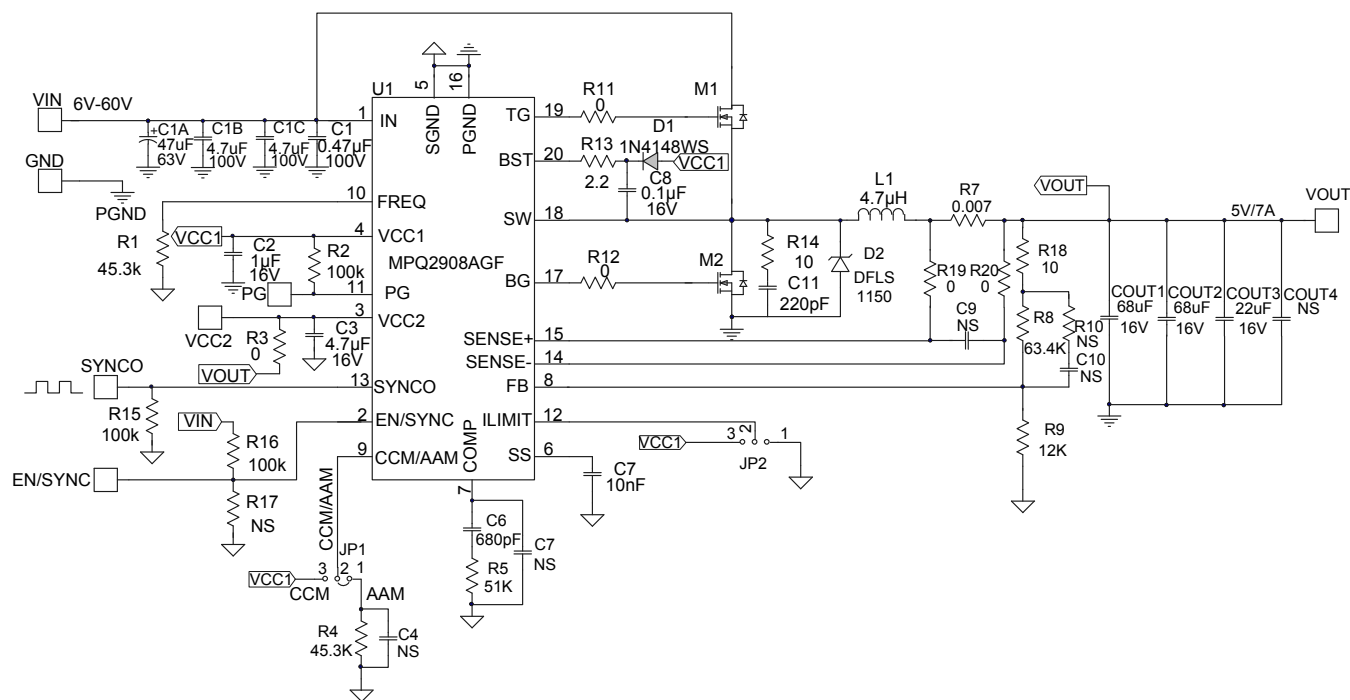 VIN
6V-60V
C1A
47uF
63V
C1B
4.7uF
100V
C1C
4.7uF
100V
C1
0.47uF
100V
GND
PGND
U1
5
16
SGND
PGND
1
IN
10
FREQ
R1
45.3k
VCC1
4
VCC1
C2
1µF
16V
R2
100k
MPQ2908AGF
PG
11
PG
3
VCC2
VCC2
R3
0
C3
4.7µF
16V
VOUT
SYNCO
13
SYNCO
R15
100k
VIN
R16
100k
2
EN/SYNC
EN/SYNC
R17
NS
9
CCM/AAM
CCM/AAM
JP1
VCC1
3
2
1
CCM
AAM
R4
45.3K
C4
NS
COMP
7
C6
680pF
R5
51K
C7
NS
TG
19
R11
0
M1
BST
20
R13
2.2
D1
1N4148WS
VCC1
C8
0.1µF
16V
SW
18
BG
17
R12
0
M2
R14
10
C11
220pF
D2
DFLS
1150
L1
4.7µH
R7
0.007
R19
0
R20
0
C9
NS
SENSE+
15
SENSE-
14
FB
8
ILIMIT
12
VCC1
3
2
1
JP2
SS
6
C7
10nF
VOUT
R18
10
R8
63.4K
R10
NS
C10
NS
R9
12K
5V/7A
VOUT
COUT1
68uF
16V
COUT2
68uF
16V
COUT3
22uF
16V
COUT4
NS